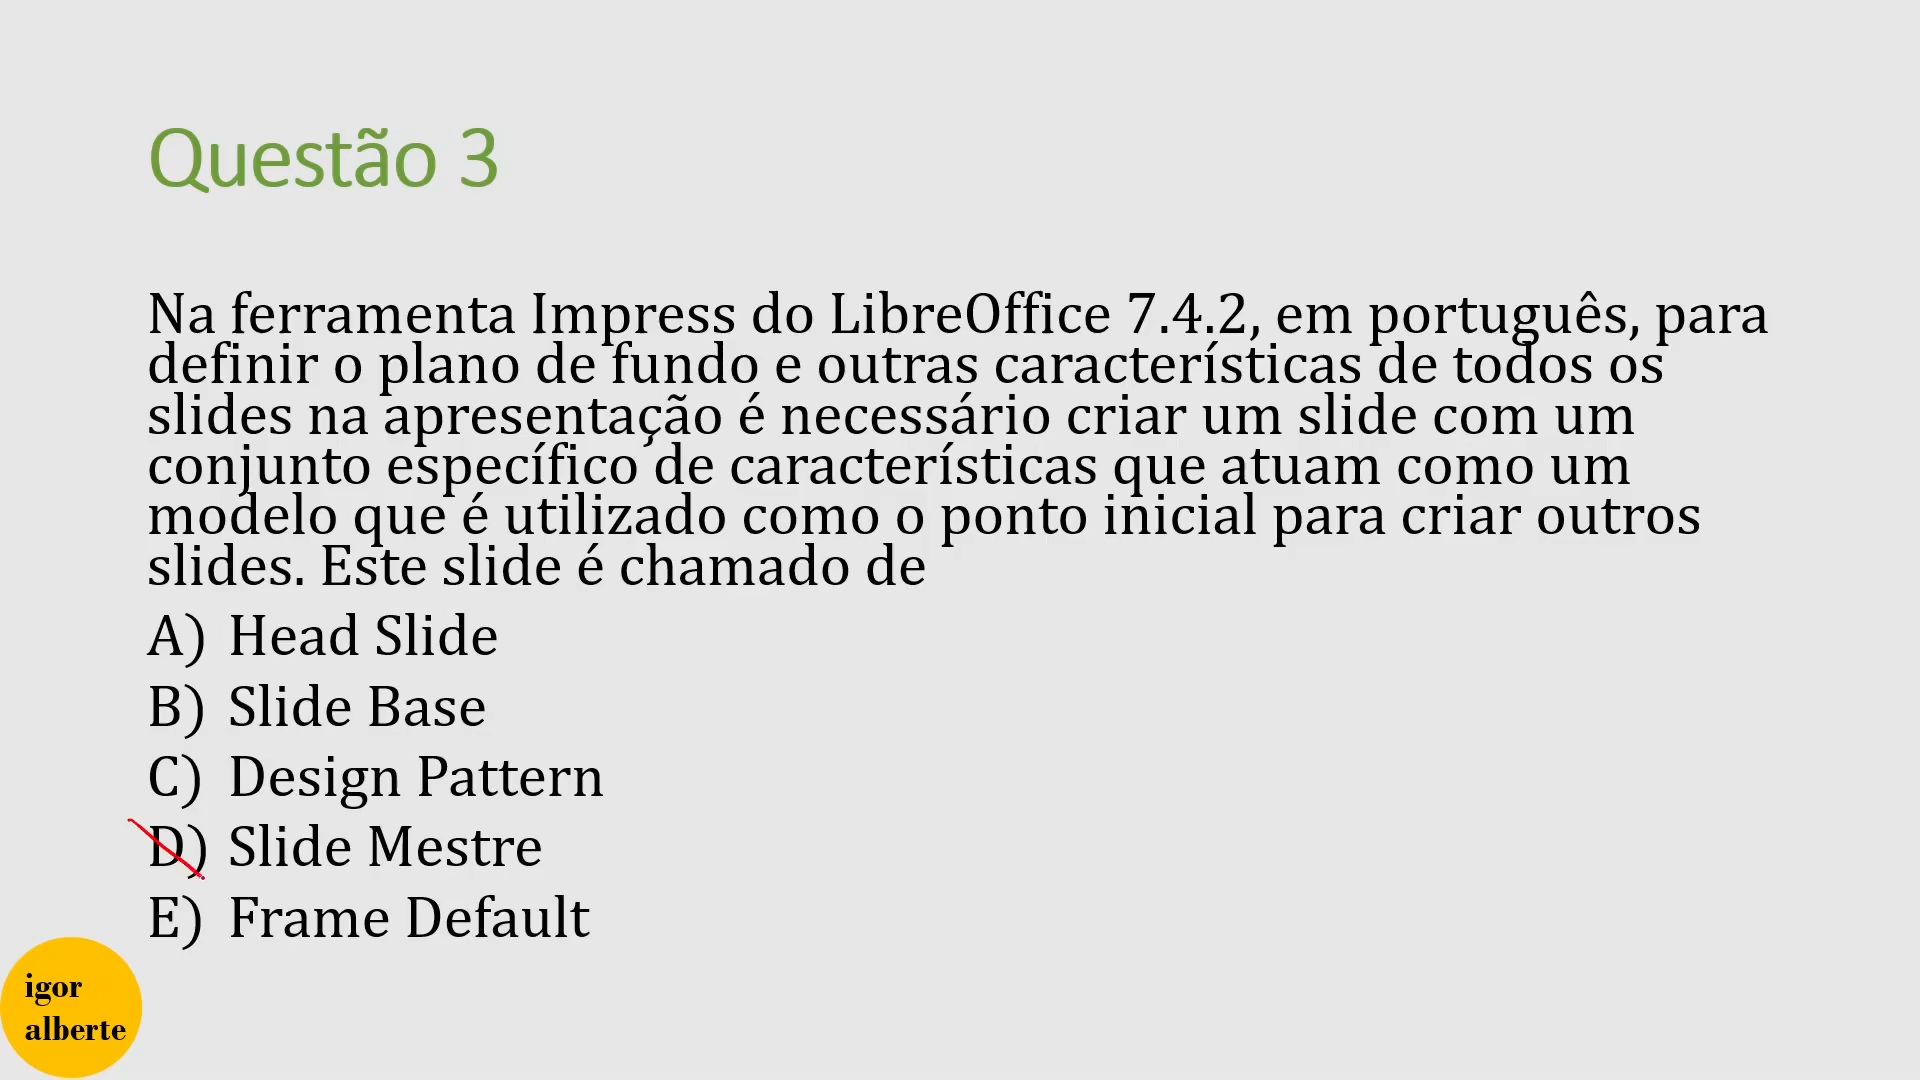 Questão 3
Na ferramenta Impress do LibreOffice 7.4.2, em português, para
definir o plano de fundo e outras características de todos os
slides na apresentação é necessário criar um slide com um
conjunto específico de características que atuam como um
modelo que é utilizado como o ponto inicial para criar outros
slides. Este slide é chamado de
A) Head Slide
B) Slide Base
C) Design Pattern
D) Slide Mestre
E) Frame Default
igor
alberte